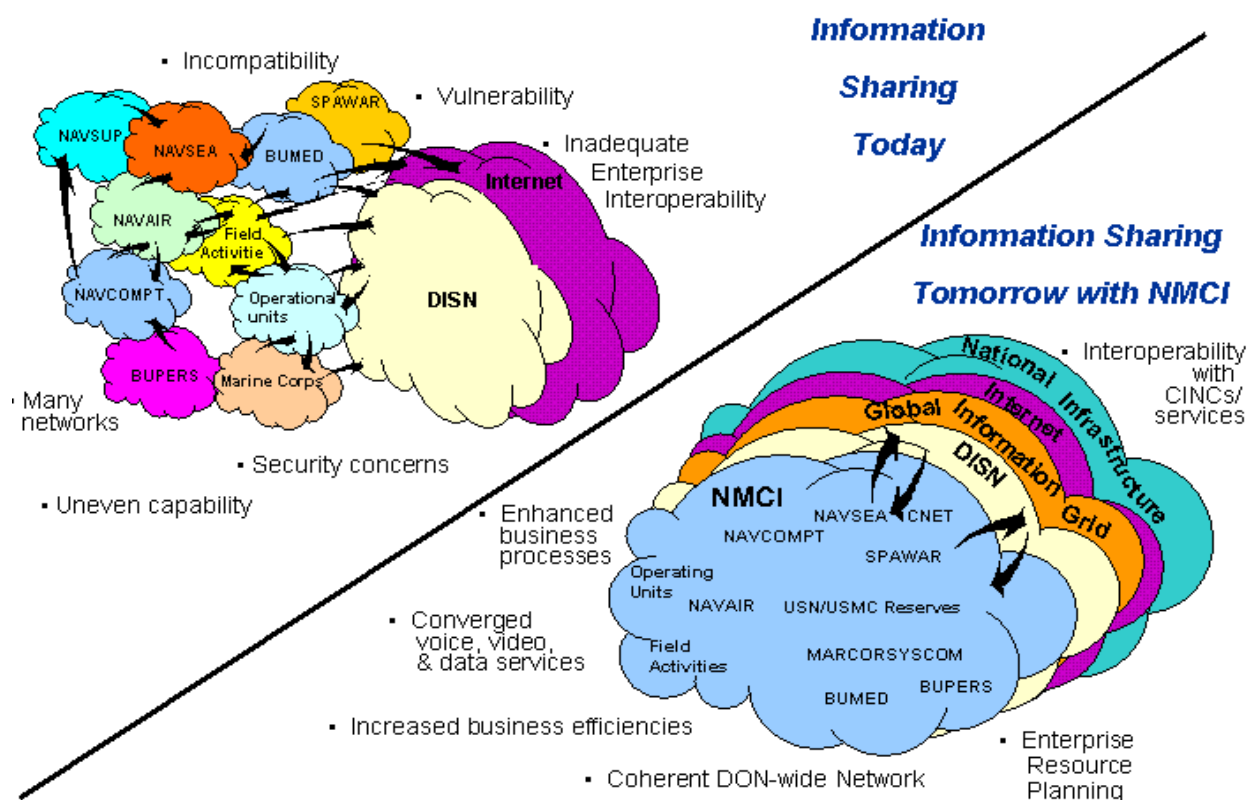 Information
Sharing
Today
▪ Incompatibility
▪ Vulnerability
▪ Inadequate
Enterprise
Interoperability
SPAWAR
NAVSUP
NAVSEA
BUMED
Internet
NAVAIR
Field
Activitie
NAVCOMPT
Operational
units
DISN
BUPERS
Marine Corps
▪ Many
networks
▪ Security concerns
▪ Uneven capability
Information Sharing
Tomorrow with NMCI
▪ Interoperability
with
CINCs/
services
National Infrastructure
Internet
Global Information Grid
DISN
NMCI
NAVSEA
CNET
NAVCOMPT
SPAWAR
Operating
Units
NAVAIR
USN/USMC Reserves
Field
Activities
MARCORSYSCOM
BUMED
BUPERS
▪ Enhanced
business
processes
▪ Converged
voice, video,
& data services
▪ Increased business efficiencies
▪ Coherent DON-wide Network
▪ Enterprise
Resource
Planning